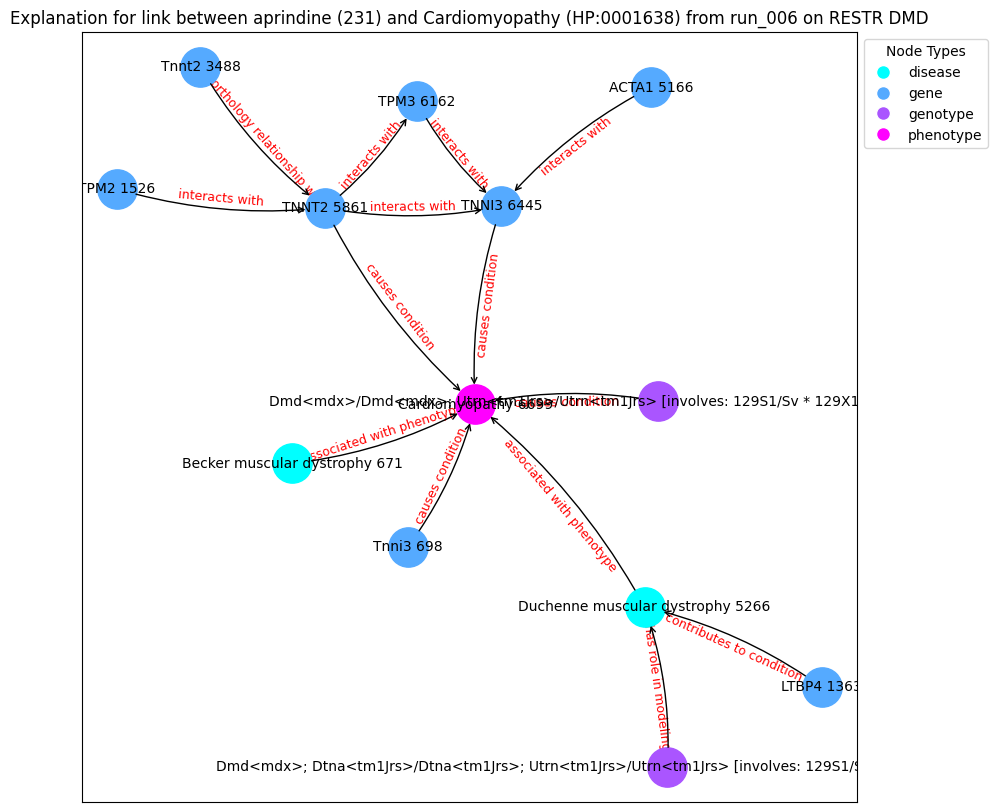 Explanation for link between aprindine (231) and Cardiomyopathy (HP:0001638) from run_006 on RESTR DMD
Node Types
disease
gene
genotype
phenotype
Tnnt2 3488
TPM3 6162
ACTA1 5166
orthology relationship
interacts with
interacts with
interacts with
TPM2 1526
interacts with
TNNT2 5861
interacts with
TNNI3 6445
causes condition
causes condition
Dmd<mdx>/Dmd<mdx>; Utrn<tm1Jrs>/Utrn<tm1Jrs> [involves: 129S1/Sv * 129X1
Cardiomyopathy 6699
associated with phenotype
Becker muscular dystrophy 671
causes condition
associated with phenotype
Tnni3 698
Duchenne muscular dystrophy 5266
contributes to condition
LTBP4 1363
has role in modeling
Dmd<mdx>; Dtna<tm1Jrs>/Dtna<tm1Jrs>; Utrn<tm1Jrs>/Utrn<tm1Jrs> [involves: 129S1/S